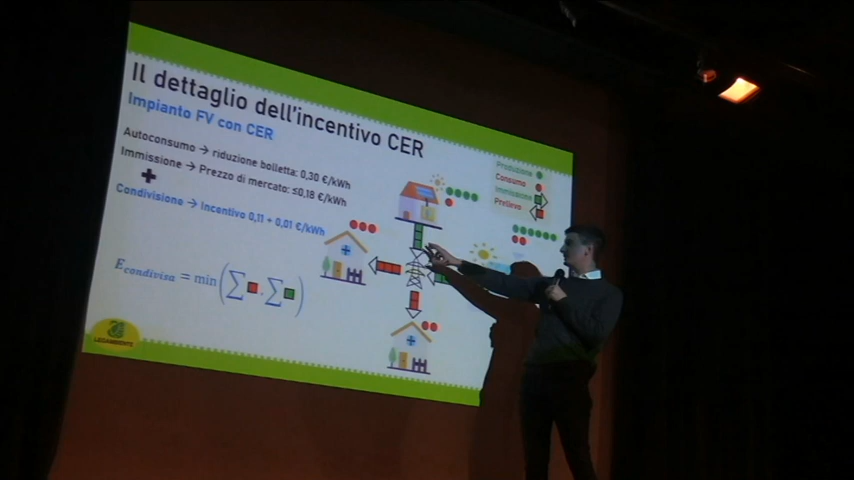 Il dettaglio dell'incentivo CER
Impianto FV con CER
Autoconsumo → riduzione bolletta: 0,30 €/kWh
Immissione → Prezzo di mercato: ≤0,18 €/kWh
+
Condivisione → Incentivo 0,11 + 0,01 €/kWh
E condivisa = min(∑ , ∑ )
Produzione
Consumo
Immissione
Prelievo
LEGAMBIENTE